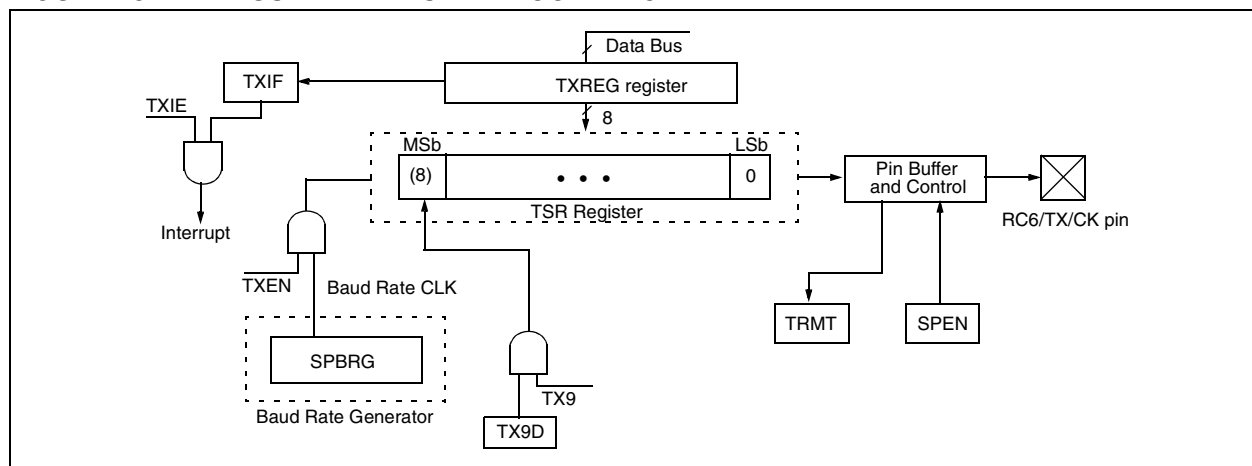 Data Bus
TXIF
TXREG register
TXIE
8
MSb
LSb
(8)
• • •
0
Pin Buffer
and Control
TSR Register
Interrupt
RC6/TX/CK pin
TXEN
Baud Rate CLK
TRMT
SPEN
SPBRG
TX9
Baud Rate Generator
TX9D